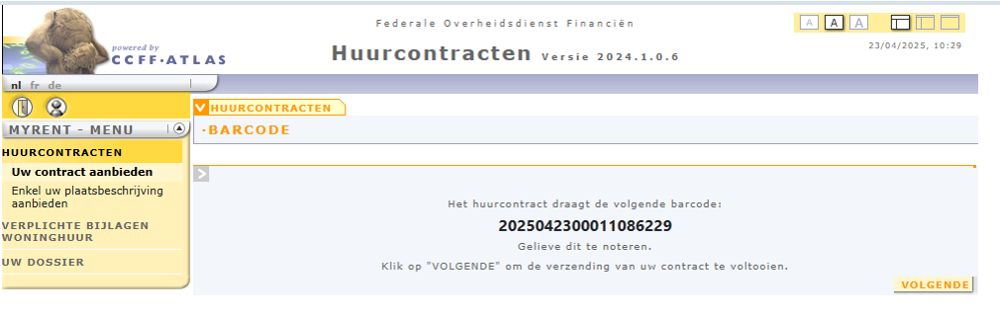 Federale Overheidsdienst Financiën
A A A
powered by
CCFF·ATLAS
Huurcontracten Versie 2024.1.0.6
23/04/2025, 10:29
nl fr de
MYRENT - MENU
HUURCONTRACTEN
Uw contract aanbieden
Enkel uw plaatsbeschrijving
aanbieden
VERPLICHTE BIJLAGEN
WONINGHUUR
UW DOSSIER
HUURCONTRACTEN
·BARCODE
Het huurcontract draagt de volgende barcode:
2025042300011086229
Gelieve dit te noteren.
Klik op "VOLGENDE" om de verzending van uw contract te voltooien.
VOLGENDE